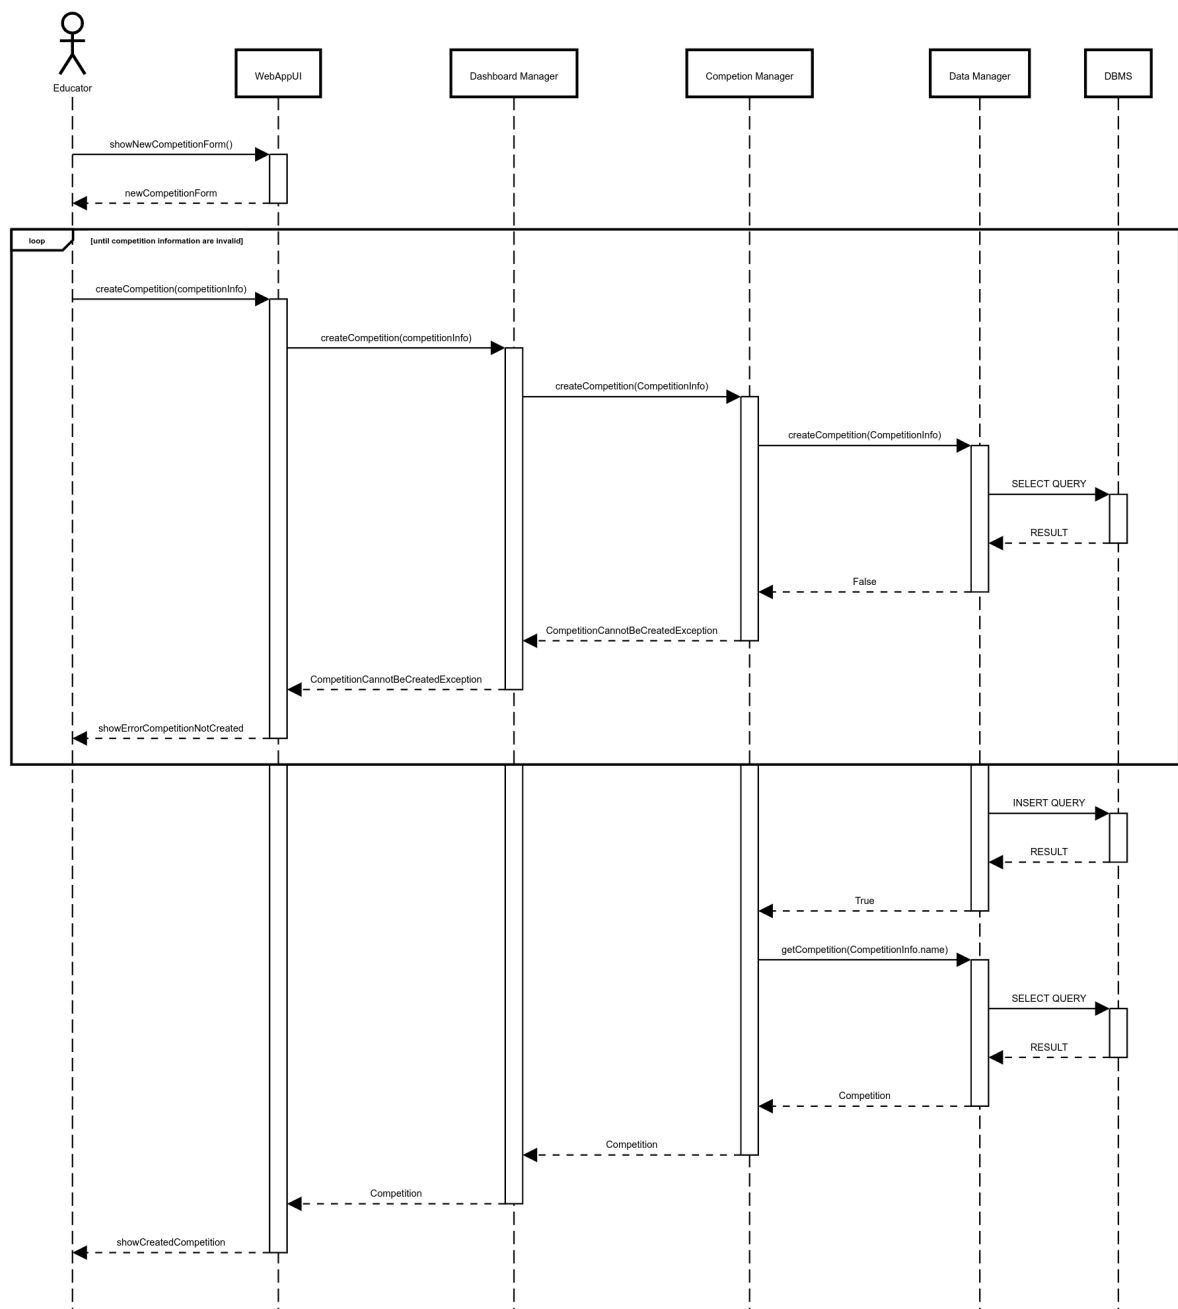 Educator
WebAppUI
Dashboard Manager
Competion Manager
Data Manager
DBMS
showNewCompetitionForm()
newCompetitionForm
loop
[until competition information are invalid]
createCompetition(competitionInfo)
createCompetition(competitionInfo)
createCompetition(CompetitionInfo)
createCompetition(CompetitionInfo)
SELECT QUERY
RESULT
False
CompetitionCannotBeCreatedException
CompetitionCannotBeCreatedException
showErrorCompetitionNotCreated
INSERT QUERY
RESULT
True
getCompetition(CompetitionInfo.name)
SELECT QUERY
RESULT
Competition
Competition
Competition
showCreatedCompetition